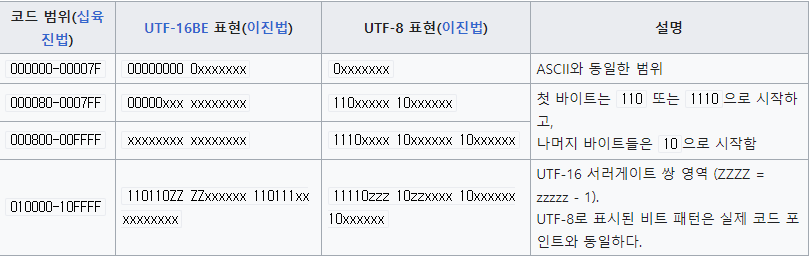 코드 범위(십육
진법)
UTF-16BE 표현(이진법)
UTF-8 표현(이진법)
설명
000000-00007F
00000000 0xxxxxxx
0xxxxxxx
ASCII와 동일한 범위
000080-0007FF
00000xxx xxxxxxxx
110xxxxx 10xxxxxx
첫 바이트는 110 또는 1110 으로 시작하
고,
나머지 바이트들은 10 으로 시작함
000800-00FFFF
xxxxxxxx xxxxxxxx
1110xxxx 10xxxxxx 10xxxxxx
010000-10FFFF
110110ZZ ZZxxxxxx 110111xx
xxxxxxxx
11110zzz 10zzxxxx 10xxxxxx
10xxxxxx
UTF-16 서러게이트 쌍 영역 (ZZZZ =
zzzzz - 1).
UTF-8로 표시된 비트 패턴은 실제 코드 포
인트와 동일하다.